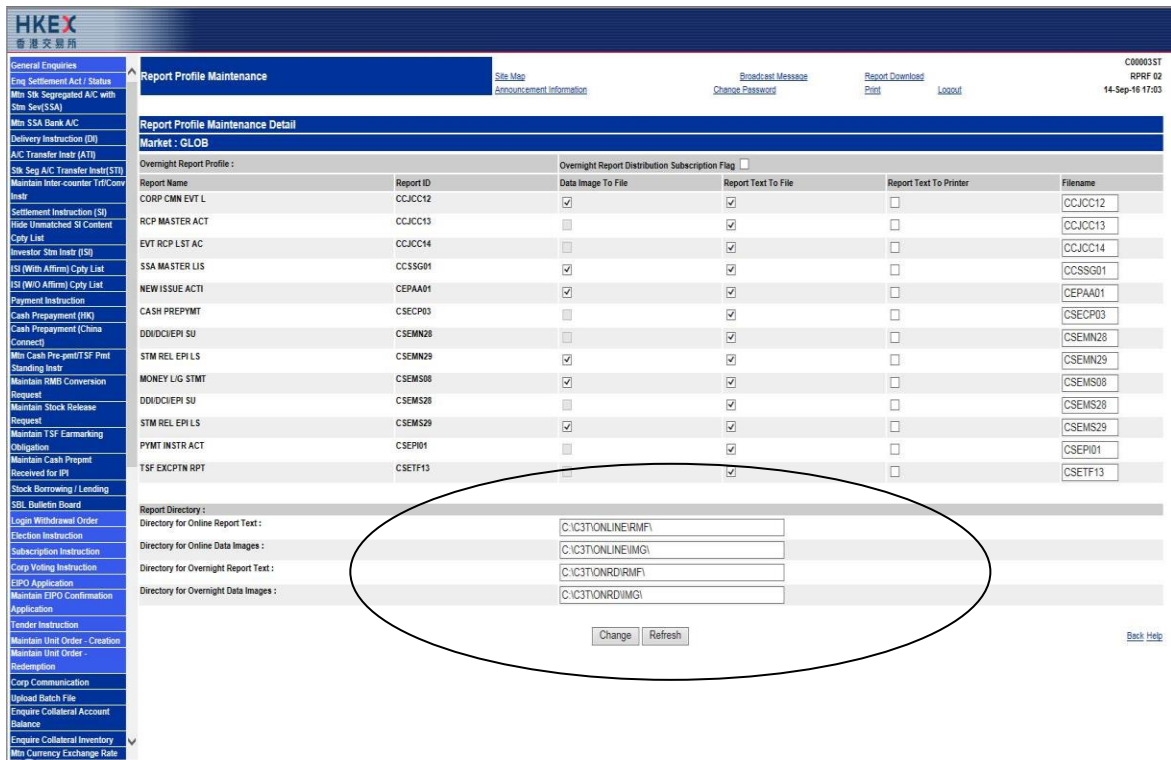 HKEX
香港交易所
General Enquiries
Enq Settlement Act / Status
Mtn Stk Segregated A/C with
Stm Sev(SSA)
Mtn SSA Bank A/C
Delivery Instruction (DI)
A/C Transfer Instr (ATI)
Stk Seg A/C Transfer Instr(STI)
Maintain Inter-counter Trf/Conv
Instr
Settlement Instruction (SI)
Hide Unmatched SI Content
Cpty List
Investor Stm Instr (ISI)
ISI (With Affirm) Cpty List
ISI (W/O Affirm) Cpty List
Payment Instruction
Cash Prepayment (HK)
Cash Prepayment (China
Connect)
Mtn Cash Pre-pmt/TSF Pmt
Standing Instr
Maintain RMB Conversion
Request
Maintain Stock Release
Request
Maintain TSF Earmarking
Obligation
Maintain Cash Prepmt
Received for IPI
Stock Borrowing / Lending
SBL Bulletin Board
Login Withdrawal Order
Election Instruction
Subscription Instruction
Corp Voting Instruction
EIPO Application
Maintain EIPO Confirmation
Application
Tender Instruction
Maintain Unit Order - Creation
Maintain Unit Order -
Redemption
Corp Communication
Upload Batch File
Enquire Collateral Account
Balance
Enquire Collateral Inventory
Mtn Currency Exchange Rate
Report Profile Maintenance
Site Map Broadcast Message Report Download
Announcement Information Change Password Print Logout
C00003ST
RPRF 02
14-Sep-16 17:03
Report Profile Maintenance Detail
Market : GLOB
Overnight Report Profile : Overnight Report Distribution Subscription Flag
Report Name Report ID Data Image To File Report Text To File Report Text To Printer Filename
CORP CMN EVT L CCJCC12 CCJCC12
RCP MASTER ACT CCJCC13 CCJCC13
EVT RCP LST AC CCJCC14 CCJCC14
SSA MASTER LIS CCSSG01 CCSSG01
NEW ISSUE ACTI CEPAA01 CEPAA01
CASH PREPYMT CSECP03 CSECP03
DDI/DCI/EPI SU CSEMN28 CSEMN28
STM REL EPI LS CSEMN29 CSEMN29
MONEY L/G STMT CSEMS08 CSEMS08
DDI/DCI/EPI SU CSEMS28 CSEMS28
STM REL EPI LS CSEMS29 CSEMS29
PYMT INSTR ACT CSEPI01 CSEPI01
TSF EXCPTN RPT CSETF13 CSETF13
Report Directory :
Directory for Online Report Text : C:\C3T\ONLINE\RMF\
Directory for Online Data Images : C:\C3T\ONLINE\IMG\
Directory for Overnight Report Text : C:\C3T\ONRD\RMF\
Directory for Overnight Data Images : C:\C3T\ONRD\IMG\
Change Refresh
Back Help